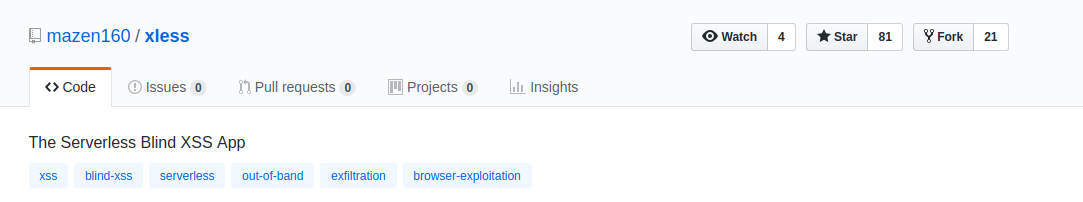 mazen160 / xless Watch 4 Star 81 Fork 21
Code Issues 0 Pull requests 0 Projects 0 Insights
The Serverless Blind XSS App
xss blind-xss serverless out-of-band exfiltration browser-exploitation